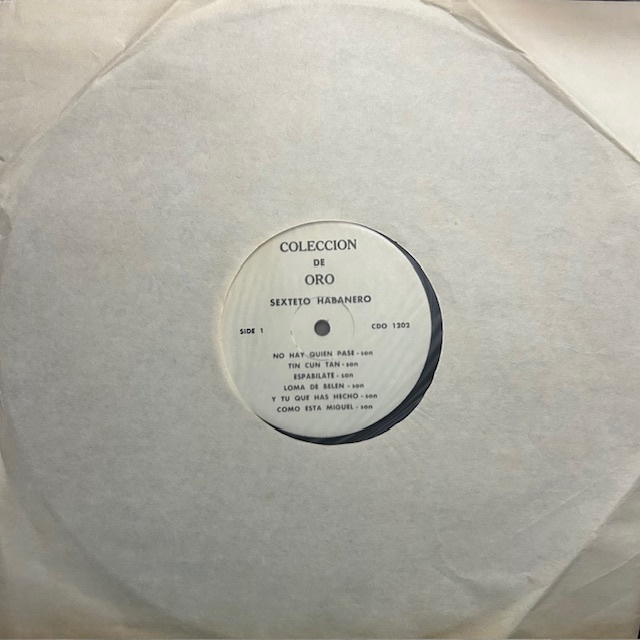 COLECCION
DE
ORO
SEXTETO HABANERO
SIDE 1 CDO 1202
NO HAY QUIEN PASE - son
TIN CUN TAN - son
ESPABILATE - son
LOMA DE BELEN - son
Y TU QUE HAS HECHO - son
COMO ESTA MIGUEL - son